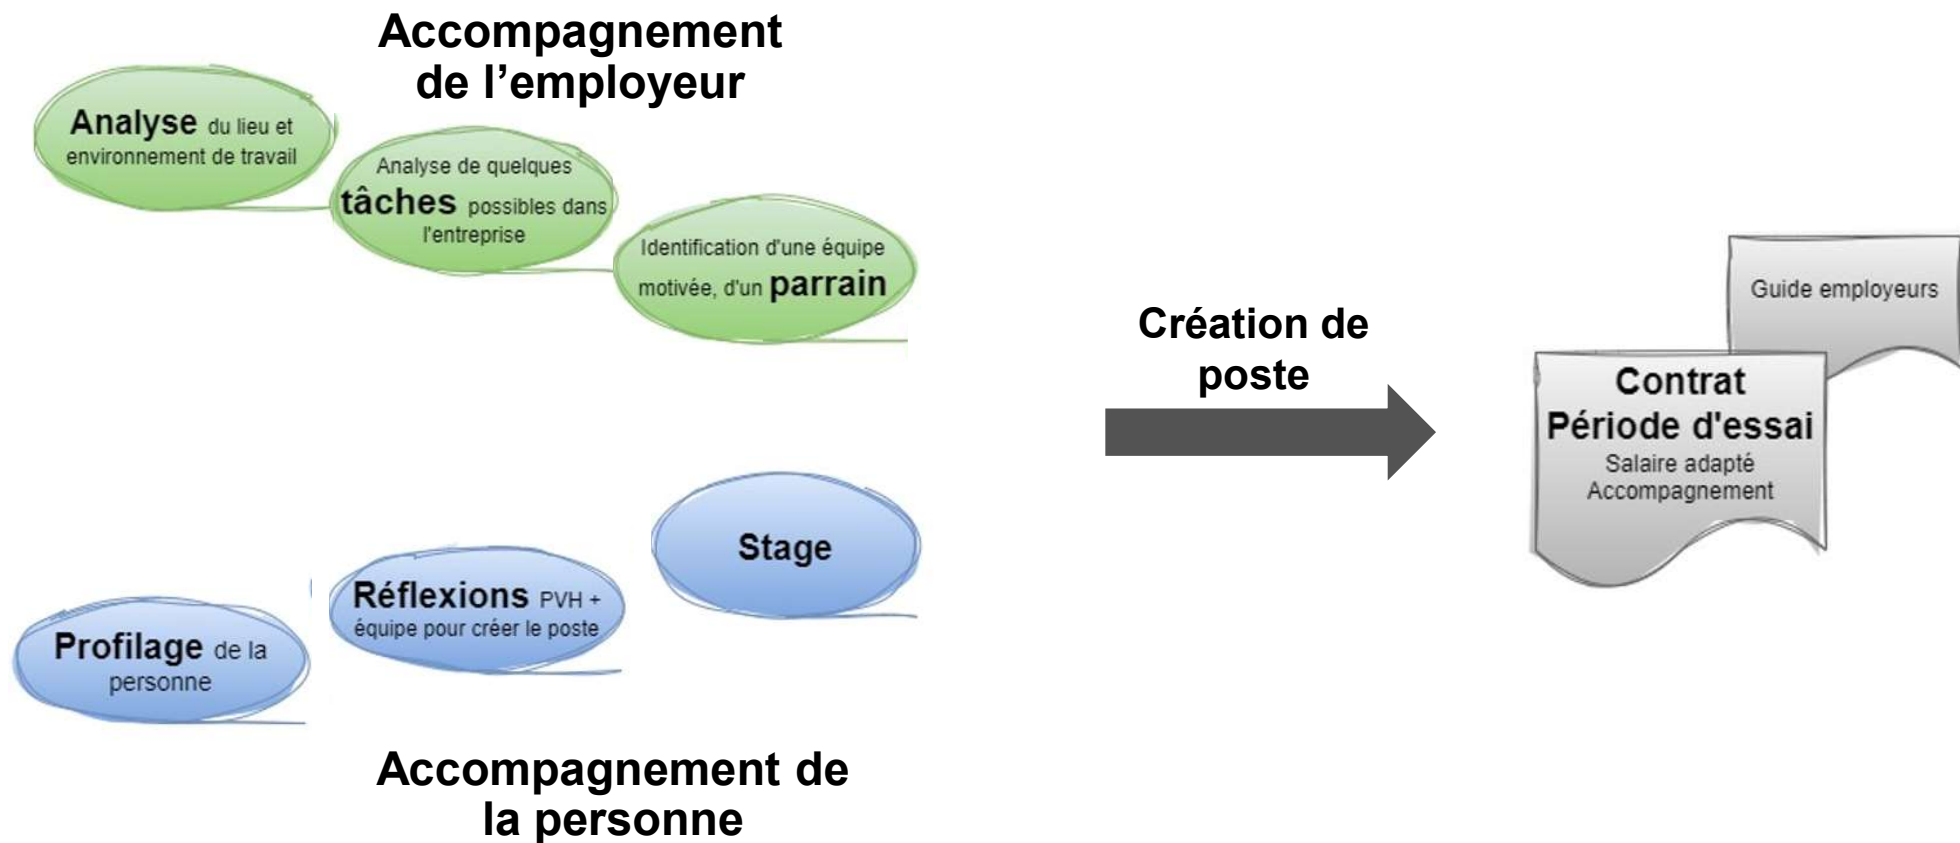 Accompagnement
de l’employeur
Analyse du lieu et
environnement de travail
Analyse de quelques
tâches possibles dans
l'entreprise
Identification d'une équipe
motivée, d'un parrain
Création de
poste
Guide employeurs
Contrat
Période d'essai
Salaire adapté
Accompagnement
Profilage de la
personne
Réflexions PVH +
équipe pour créer le poste
Stage
Accompagnement de
la personne